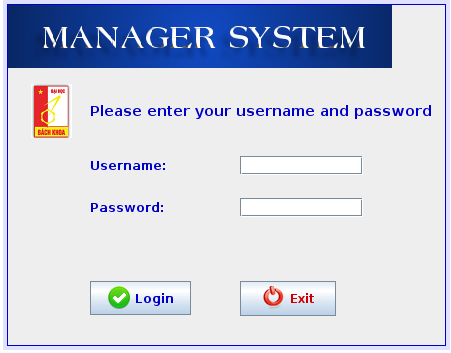 MANAGER SYSTEM
ĐẠI HỌC
BÁCH KHOA
Please enter your username and password
Username:
Password:
Login
Exit